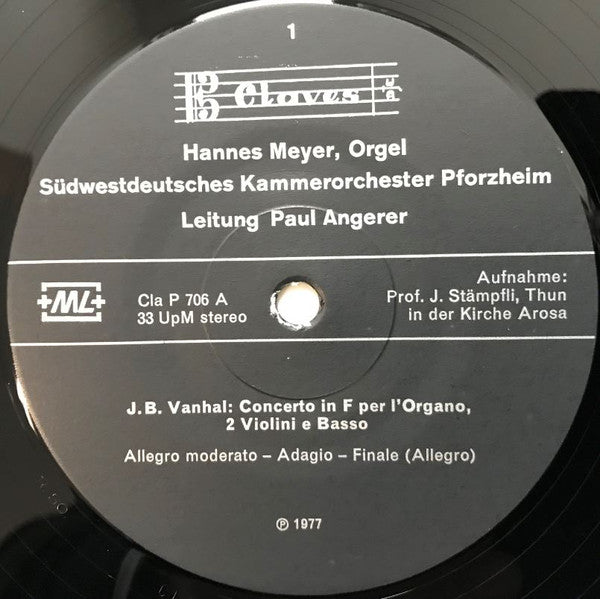 1
Claves
Hannes Meyer, Orgel
Südwestdeutsches Kammerorchester Pforzheim
Leitung Paul Angerer
+ML+
Cla P 706 A
33 UpM stereo
Aufnahme:
Prof. J. Stämpfli, Thun
in der Kirche Arosa
J.B. Vanhal: Concerto in F per l'Organo,
2 Violini e Basso
Allegro moderato – Adagio – Finale (Allegro)
℗ 1977